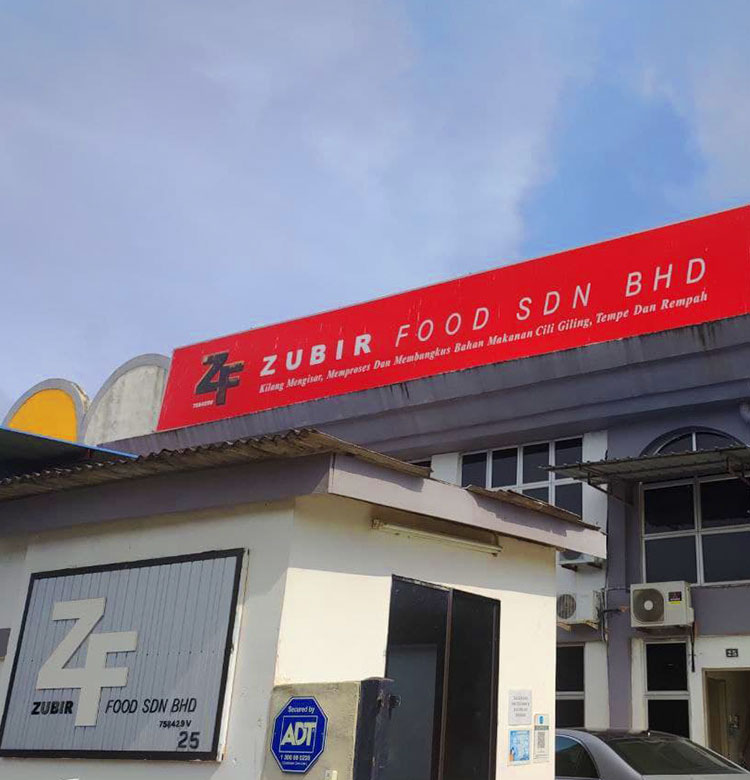 ZUBIR FOOD SDN BHD
Kilang Mengisar, Memproses Dan Membungkus Bahan Makanan Cili Giling, Tempe Dan Rempah
ZF
ZF
ZUBIR FOOD SDN BHD
758429 V
25
Secured by
ADT
25